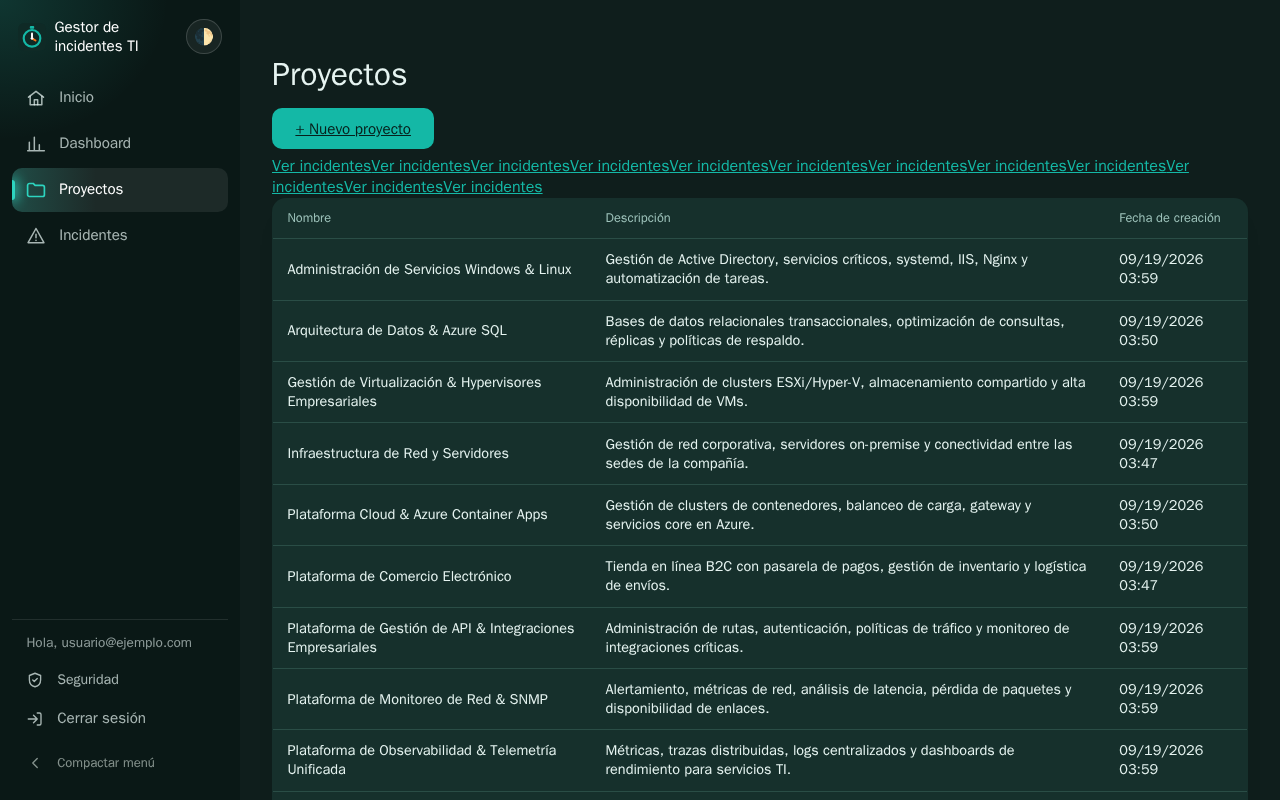 Gestor de
incidentes TI
Inicio
Dashboard
Proyectos
Incidentes
Hola, usuario@ejemplo.com
Seguridad
Cerrar sesión
Compactar menú
Proyectos
+ Nuevo proyecto
Ver incidentesVer incidentesVer incidentesVer incidentesVer incidentesVer incidentesVer incidentesVer incidentesVer incidentesVer
incidentesVer incidentesVer incidentes
Nombre Descripción Fecha de creación
Administración de Servicios Windows & Linux
Gestión de Active Directory, servicios críticos, systemd, IIS, Nginx y
automatización de tareas.
09/19/2026
03:59
Arquitectura de Datos & Azure SQL
Bases de datos relacionales transaccionales, optimización de consultas,
réplicas y políticas de respaldo.
09/19/2026
03:50
Gestión de Virtualización & Hypervisores
Empresariales
Administración de clusters ESXi/Hyper-V, almacenamiento compartido y alta
disponibilidad de VMs.
09/19/2026
03:59
Infraestructura de Red y Servidores
Gestión de red corporativa, servidores on-premise y conectividad entre las
sedes de la compañía.
09/19/2026
03:47
Plataforma Cloud & Azure Container Apps
Gestión de clusters de contenedores, balanceo de carga, gateway y
servicios core en Azure.
09/19/2026
03:50
Plataforma de Comercio Electrónico
Tienda en línea B2C con pasarela de pagos, gestión de inventario y logística
de envíos.
09/19/2026
03:47
Plataforma de Gestión de API & Integraciones
Empresariales
Administración de rutas, autenticación, políticas de tráfico y monitoreo de
integraciones críticas.
09/19/2026
03:59
Plataforma de Monitoreo de Red & SNMP
Alertamiento, métricas de red, análisis de latencia, pérdida de paquetes y
disponibilidad de enlaces.
09/19/2026
03:59
Plataforma de Observabilidad & Telemetría
Unificada
Métricas, trazas distribuidas, logs centralizados y dashboards de
rendimiento para servicios TI.
09/19/2026
03:59